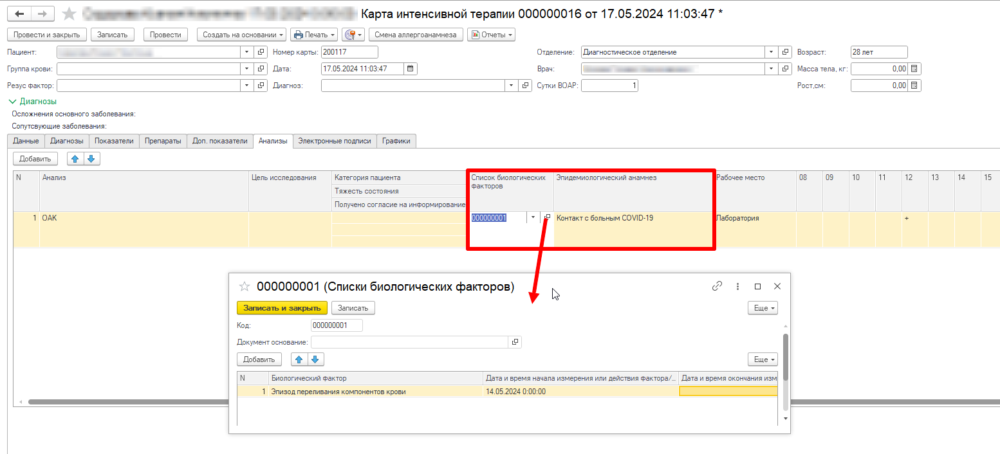 Карта интенсивной терапии 000000016 от 17.05.2024 11:03:47 *
Провести и закрыть Записать Провести Создать на основании Печать Смена аллергоанамнеза Отчеты
Пациент: Номер карты: 200117 Отделение: Диагностическое отделение Возраст: 28 лет
Группа крови: Дата: 17.05.2024 11:03:47 Врач: Масса тела, кг: 0,00
Резус фактор: Диагноз: Сутки ВОАР: 1 Рост,см: 0,00
Диагнозы
Осложнения основного заболевания:
Сопутсвующие заболевания:
Данные Диагнозы Показатели Препараты Доп. показатели Анализы Электронные подписи Графики
Добавить
N Анализ Цель исследования Категория пациента Список биологических Эпидемиологический анамнез Рабочее место 08 09 10 11 12 13 14 15
факторов
Тяжесть состояния
Получено согласие на информирование
1 ОАК 000000001 Контакт с больным COVID-19 Лаборатория +
000000001 (Списки биологических факторов)
Записать и закрыть Записать Еще
Код: 000000001
Документ основание:
Добавить Еще
N Биологический фактор Дата и время начала измерения или действия фактора/... Дата и время окончания изм
1 Эпизод переливания компонентов крови 14.05.2024 0:00:00